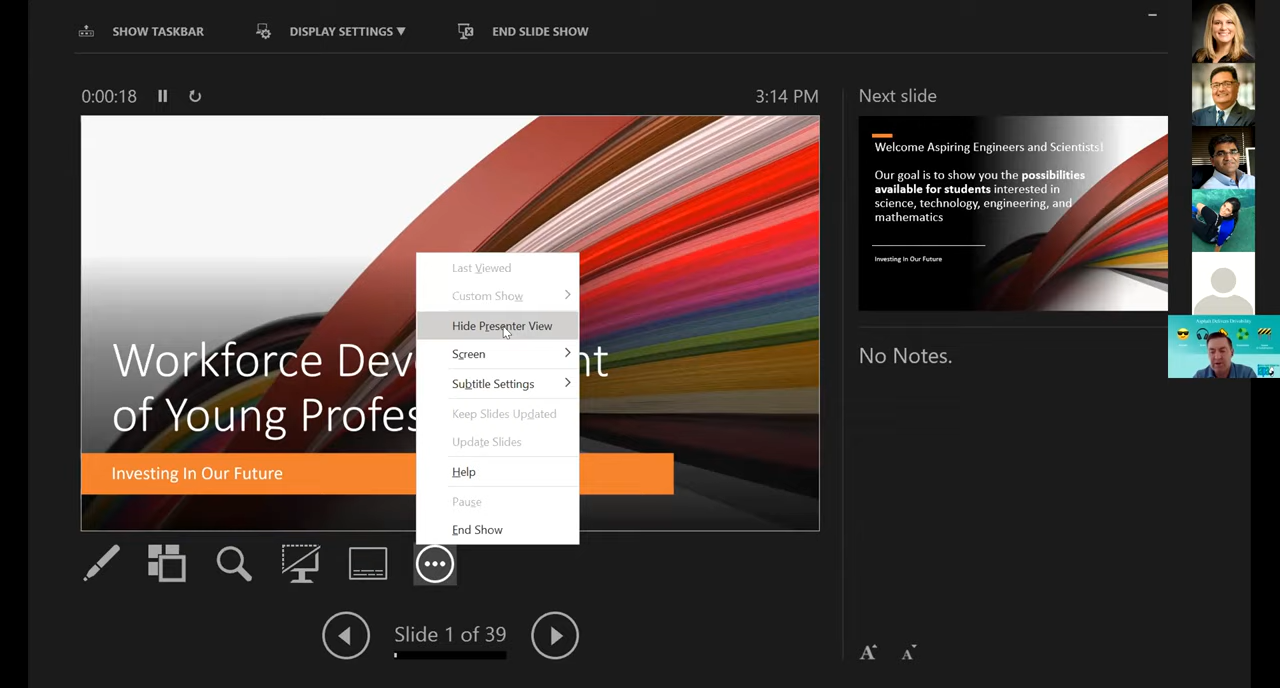 SHOW TASKBAR
DISPLAY SETTINGS ▼
END SLIDE SHOW
0:00:18
3:14 PM
Next slide
Welcome Aspiring Engineers and Scientists!
Our goal is to show you the possibilities
available for students interested in
science, technology, engineering, and
mathematics
Investing In Our Future
Workforce Dev nt
of Young Profes
Investing In Our Future
Last Viewed
Custom Show
Hide Presenter View
Screen
Subtitle Settings
Keep Slides Updated
Update Slides
Help
Pause
End Show
No Notes.
Slide 1 of 39
A A